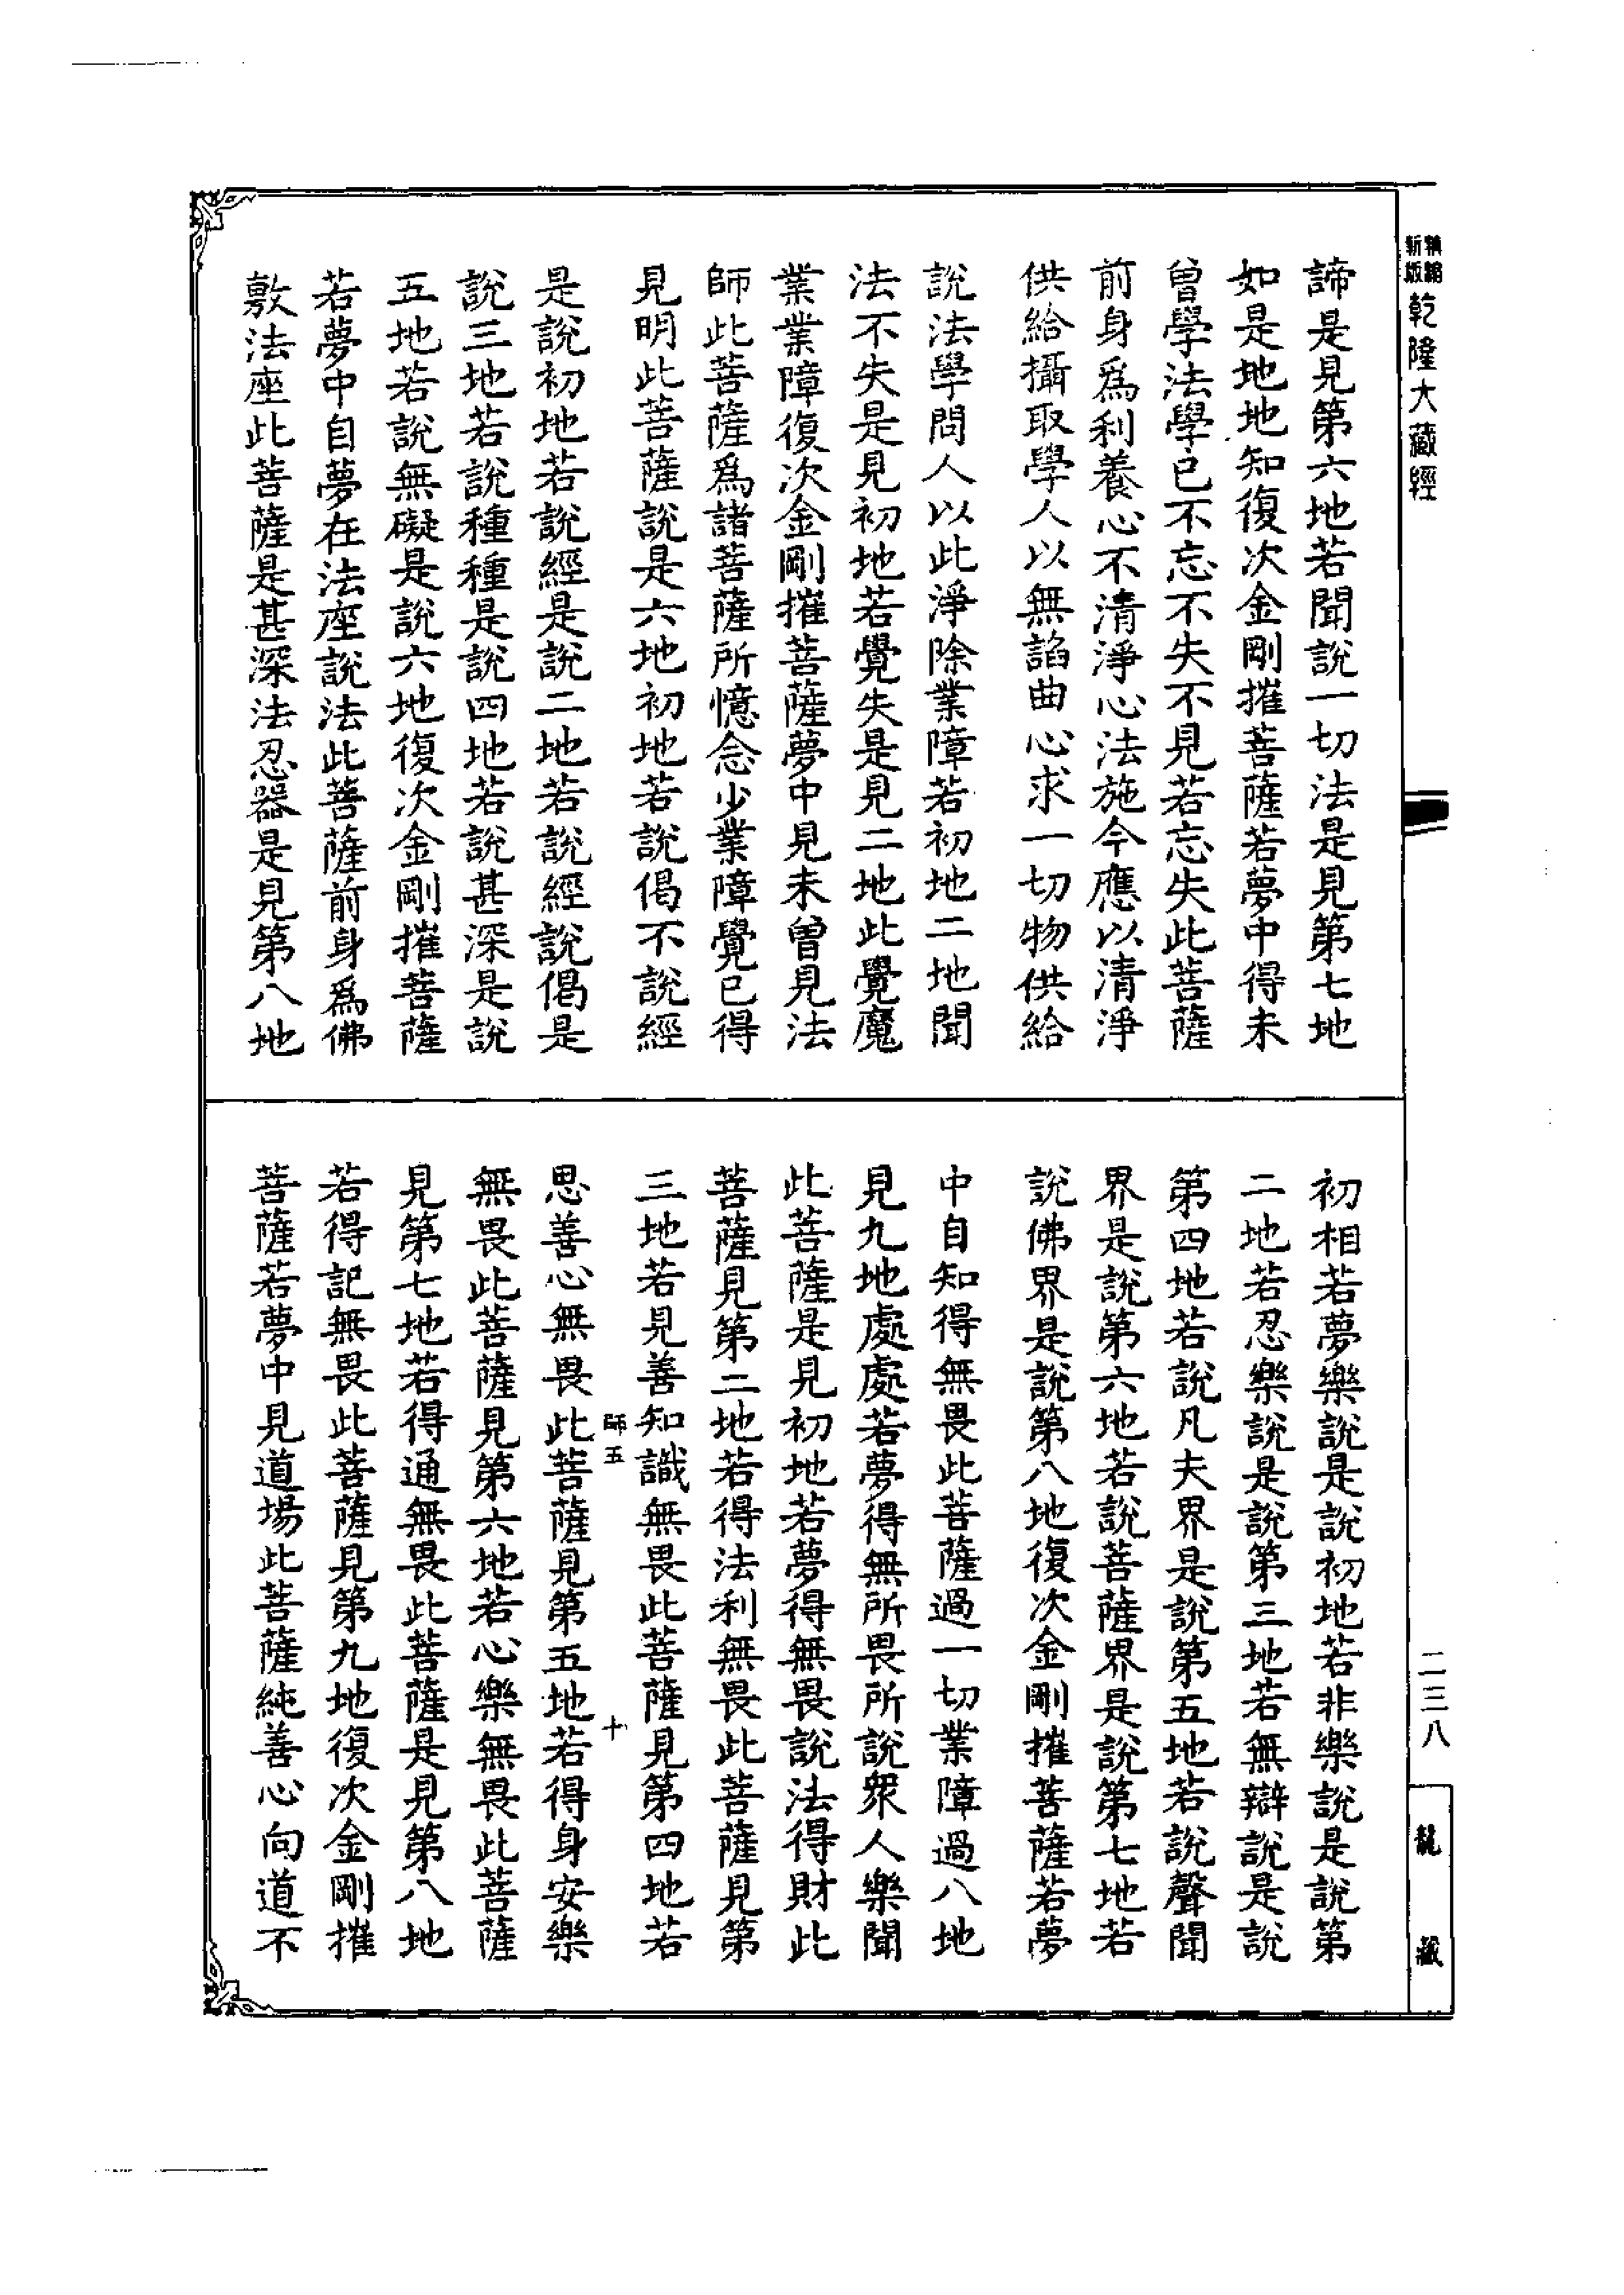 精縮
新版
乾隆大藏經
諦是見第六地若聞說一切法是見第七地
如是地地知復次金剛摧菩薩若夢中得未
曾學法學已不忘不失不見若忘失此菩薩
前身爲利養心不清淨心法施今應以清淨
供給攝取學人以無諂曲心求一切物供給
說法學問人以此淨除業障若初地二地聞
法不失是見初地若覺失是見二地此覺魔
業業障復次金剛摧菩薩夢中見未曾見法
師此菩薩爲諸菩薩所憶念少業障覺已得
見明此菩薩說是六地初地若說偈不說經
是說初地若說經是說二地若說經說偈是
說三地若說種種是說四地若說甚深是說
五地若說無礙是說六地復次金剛摧菩薩
若夢中自夢在法座說法此菩薩前身爲佛
敷法座此菩薩是甚深法忍器是見第八地
初相若夢樂說是說初地若非樂說是說第
二地若忍樂說是說第三地若無辯說是說
第四地若說凡夫界是說第五地若說聲聞
界是說第六地若說菩薩界是說第七地若
說佛界是說第八地復次金剛摧菩薩若夢
中自知得無畏此菩薩過一切業障過八地
見九地處處若夢得無所畏所說衆人樂聞
此菩薩是見初地若夢得無畏說法得財此
菩薩見第二地若得法利無畏此菩薩見第
三地若見善知識無畏此菩薩見第四地若
師五
十
思善心無畏此菩薩見第五地若得身安樂
無畏此菩薩見第六地若心樂無畏此菩薩
見第七地若得通無畏此菩薩是見第八地
若得記無畏此菩薩見第九地復次金剛摧
菩薩若夢中見道場此菩薩純善心向道不
二三八
龍藏